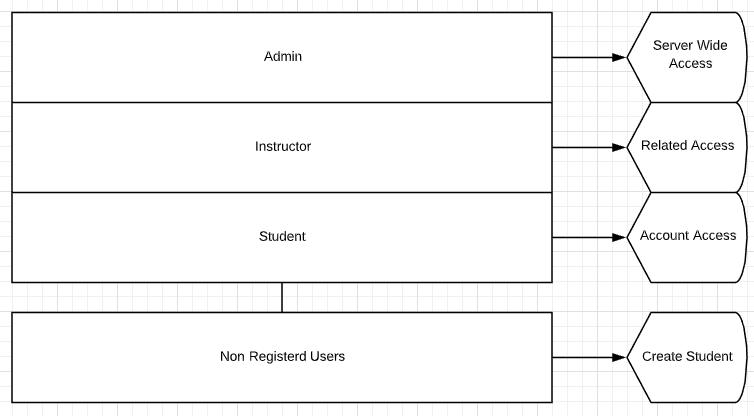 Admin
Server Wide
Access
Instructor
Related Access
Student
Account Access
Non Registerd Users
Create Student